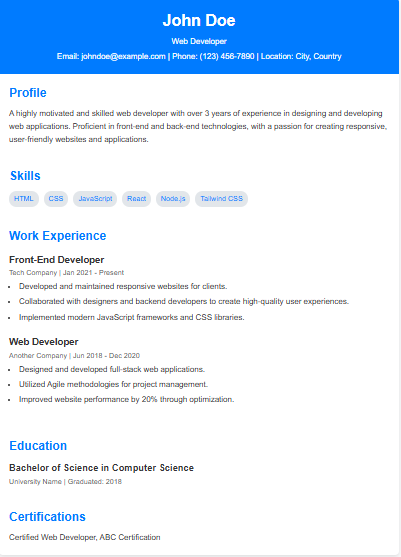 John Doe
Web Developer
Email: johndoe@example.com | Phone: (123) 456-7890 | Location: City, Country
Profile
A highly motivated and skilled web developer with over 3 years of experience in designing and developing
web applications. Proficient in front-end and back-end technologies, with a passion for creating responsive,
user-friendly websites and applications.
Skills
HTML CSS JavaScript React Node.js Tailwind CSS
Work Experience
Front-End Developer
Tech Company | Jan 2021 - Present
• Developed and maintained responsive websites for clients.
• Collaborated with designers and backend developers to create high-quality user experiences.
• Implemented modern JavaScript frameworks and CSS libraries.
Web Developer
Another Company | Jun 2018 - Dec 2020
• Designed and developed full-stack web applications.
• Utilized Agile methodologies for project management.
• Improved website performance by 20% through optimization.
Education
Bachelor of Science in Computer Science
University Name | Graduated: 2018
Certifications
Certified Web Developer, ABC Certification